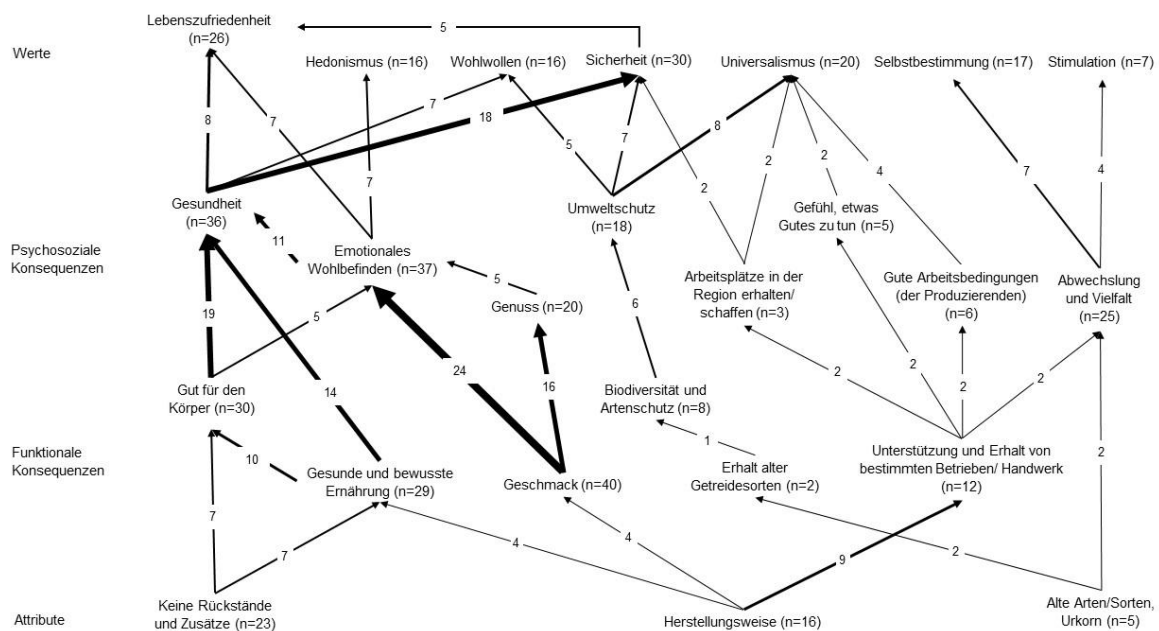 Lebenszufriedenheit
(n=26)
5
Werte
Hedonismus (n=16)
Wohlwollen (n=16)
Sicherheit (n=30)
Universalismus (n=20)
Selbstbestimmung (n=17)
Stimulation (n=7)
8
7
7
18
7
5
7
8
2
2
2
4
7
4
Psychosoziale
Konsequenzen
Gesundheit
(n=36)
11
Emotionales
Wohlbefinden (n=37)
5
Genuss (n=20)
Umweltschutz
(n=18)
Arbeitsplätze in der
Region erhalten/
schaffen (n=3)
Gefühl, etwas
Gutes zu tun (n=5)
Gute Arbeitsbedingungen
(der Produzierenden)
(n=6)
Abwechslung
und Vielfalt
(n=25)
19
5
14
24
16
6
2
2
2
2
2
Funktionale
Konsequenzen
Gut für den
Körper (n=30)
10
Gesunde und bewusste
Ernährung (n=29)
Geschmack (n=40)
Biodiversität und
Artenschutz (n=8)
1
Erhalt alter
Getreidesorten (n=2)
Unterstützung und Erhalt von
bestimmten Betrieben/ Handwerk
(n=12)
7
7
4
4
9
2
Attribute
Keine Rückstände
und Zusätze (n=23)
Herstellungsweise (n=16)
Alte Arten/Sorten,
Urkorn (n=5)